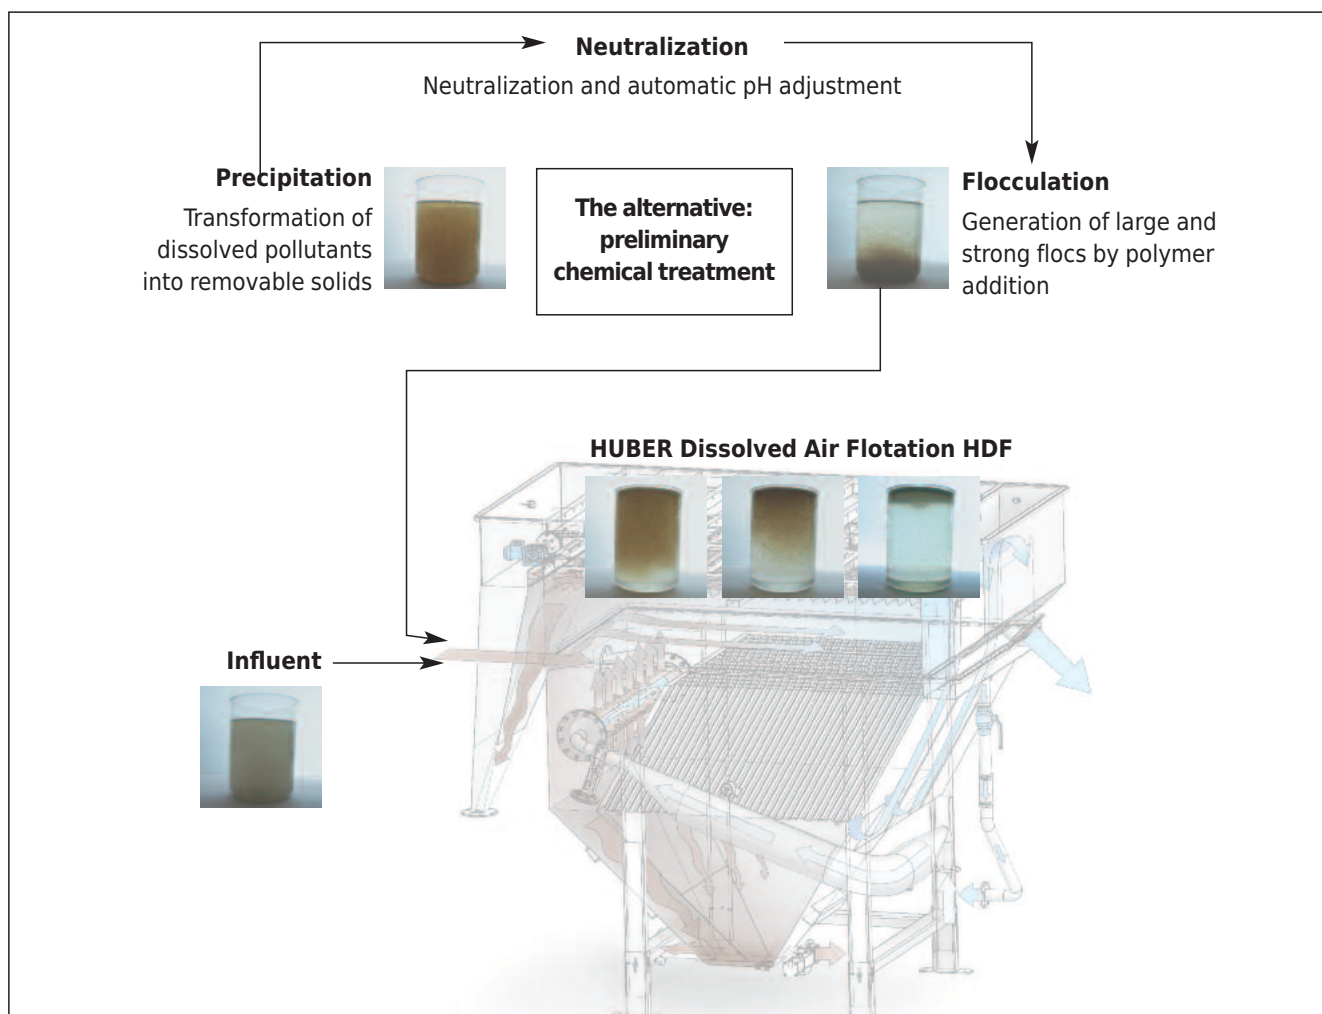 Neutralization
Neutralization and automatic pH adjustment
Precipitation
Transformation of
dissolved pollutants
into removable solids
The alternative:
preliminary
chemical treatment
Flocculation
Generation of large and
strong flocs by polymer
addition
HUBER Dissolved Air Flotation HDF
Influent